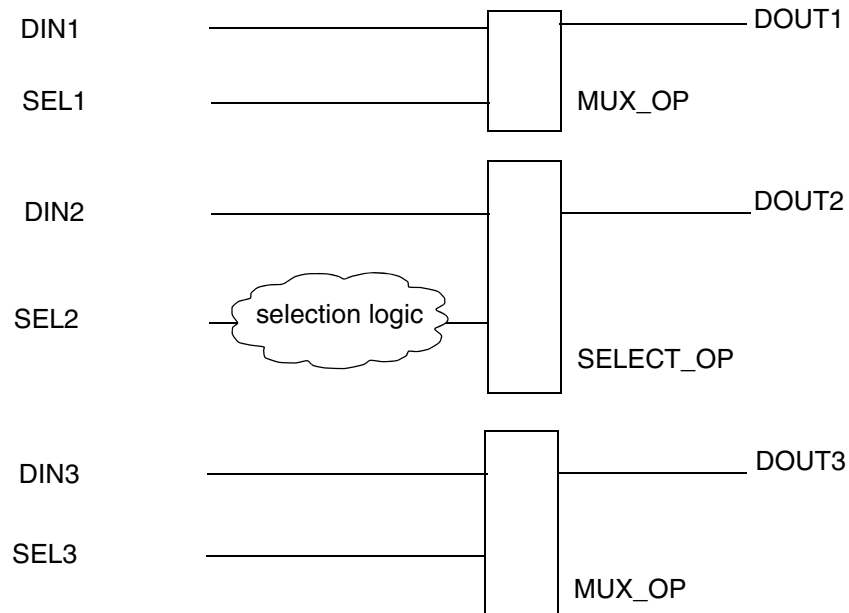 DIN1
DOUT1
SEL1
MUX_OP
DIN2
DOUT2
SEL2
selection logic
SELECT_OP
DIN3
DOUT3
SEL3
MUX_OP